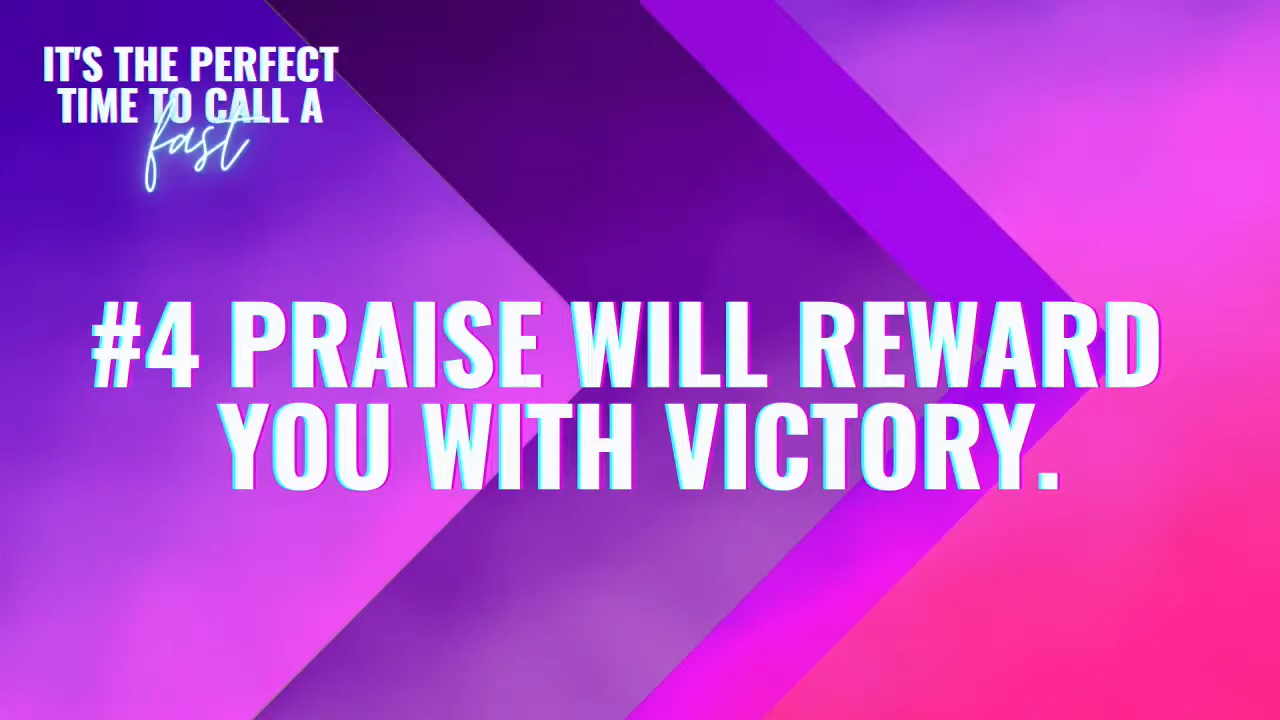 IT'S THE PERFECT
TIME TO CALL A
fast
#4 PRAISE WILL REWARD
YOU WITH VICTORY.